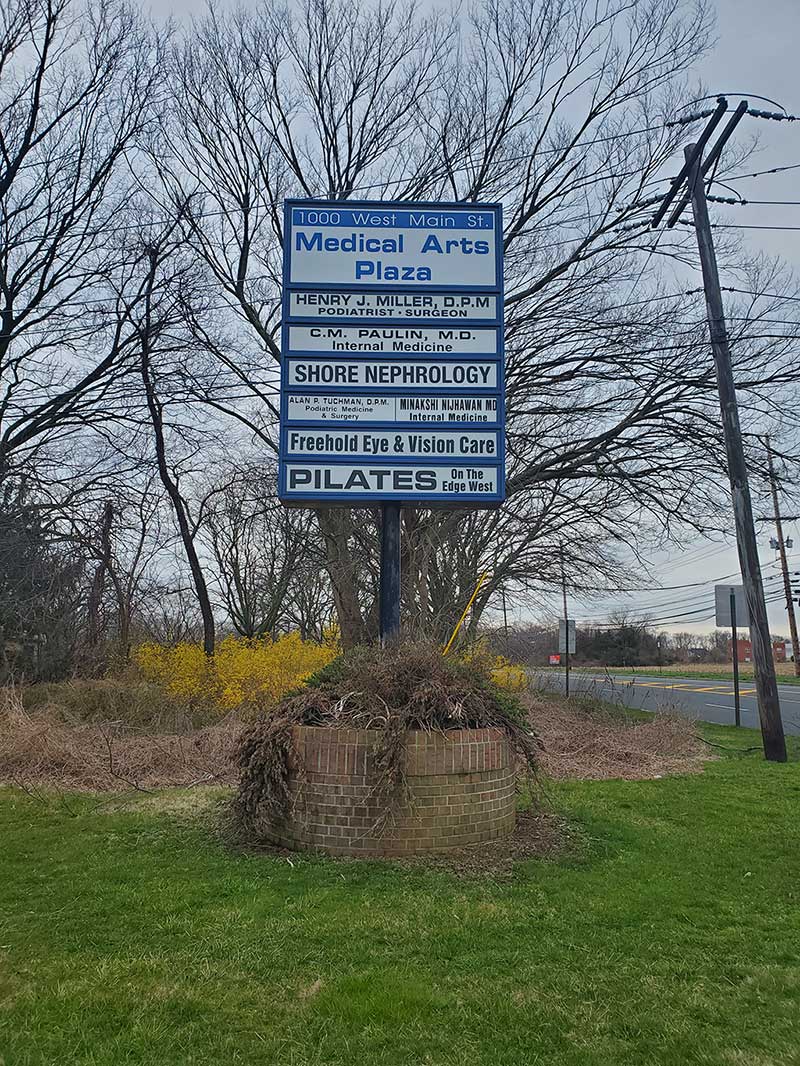 1000 West Main St.
Medical Arts
Plaza
HENRY J. MILLER, D.P.M
PODIATRIST · SURGEON
C.M. PAULIN, M.D.
Internal Medicine
SHORE NEPHROLOGY
ALAN P. TUCHMAN, D.P.M.
Podiatric Medicine
& Surgery
MINAKSHI NIJHAWAN MD
Internal Medicine
Freehold Eye & Vision Care
PILATES
On The
Edge West